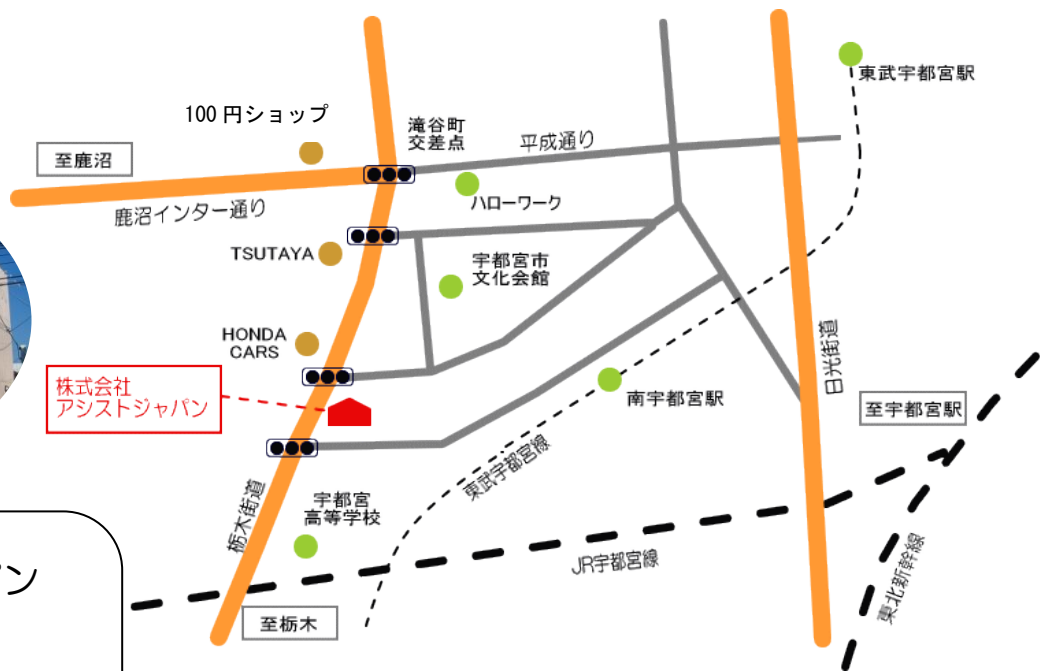 東武宇都宮駅
100円ショップ
滝谷町
交差点
平成通り
至鹿沼
ハローワーク
鹿沼インター通り
TSUTAYA
宇都宮市
文化会館
HONDA
CARS
日光街道
株式会社
アシストジャパン
南宇都宮駅
至宇都宮駅
東武宇都宮線
栃木街道
宇都宮
高等学校
JR宇都宮線
東北新幹線
至栃木